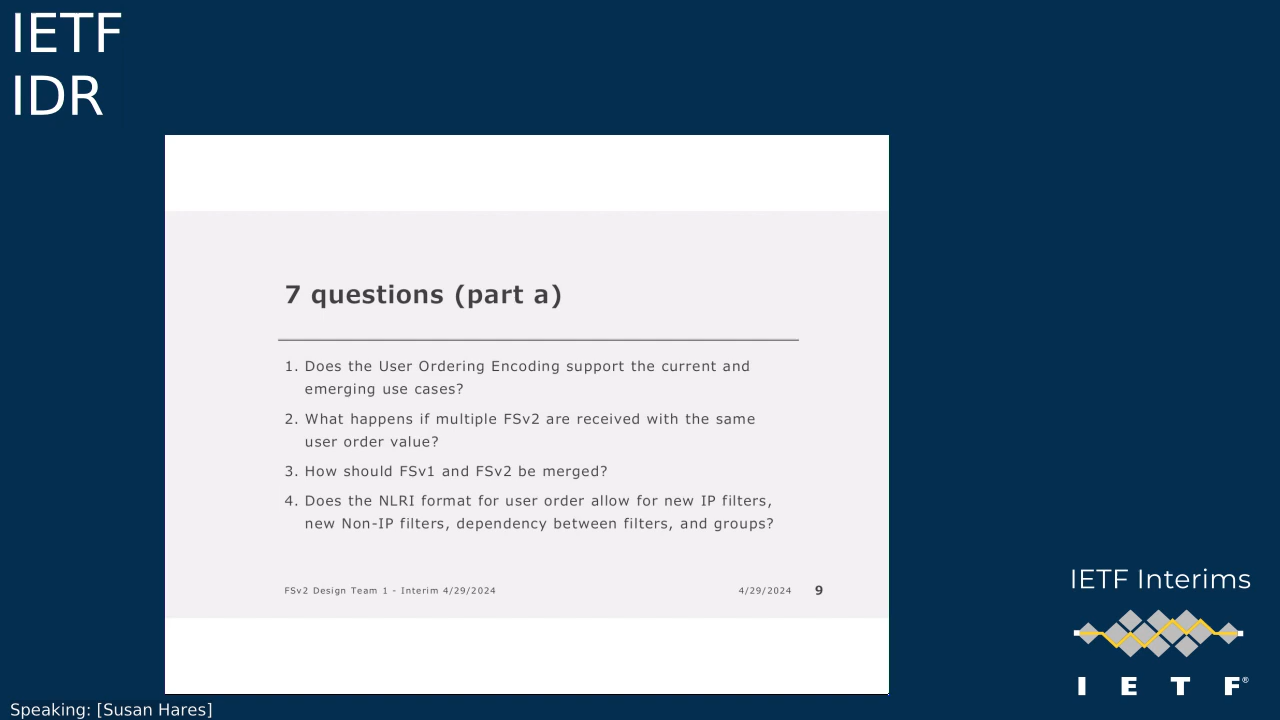 IETF
IDR
7 questions (part a)
1. Does the User Ordering Encoding support the current and
emerging use cases?
2. What happens if multiple FSv2 are received with the same
user order value?
3. How should FSv1 and FSv2 be merged?
4. Does the NLRI format for user order allow for new IP filters,
new Non-IP filters, dependency between filters, and groups?
FSv2 Design Team 1 - Interim 4/29/2024
4/29/2024
9
IETF Interims
I E T F®
Speaking: [Susan Hares]